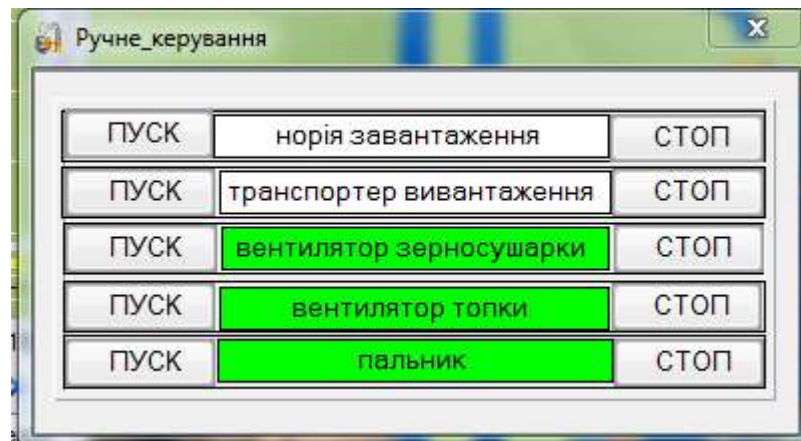 Ручне_керування
ПУСК норія завантаження СТОП
ПУСК транспортер вивантаження СТОП
ПУСК вентилятор зерносушарки СТОП
ПУСК вентилятор топки СТОП
ПУСК пальник СТОП